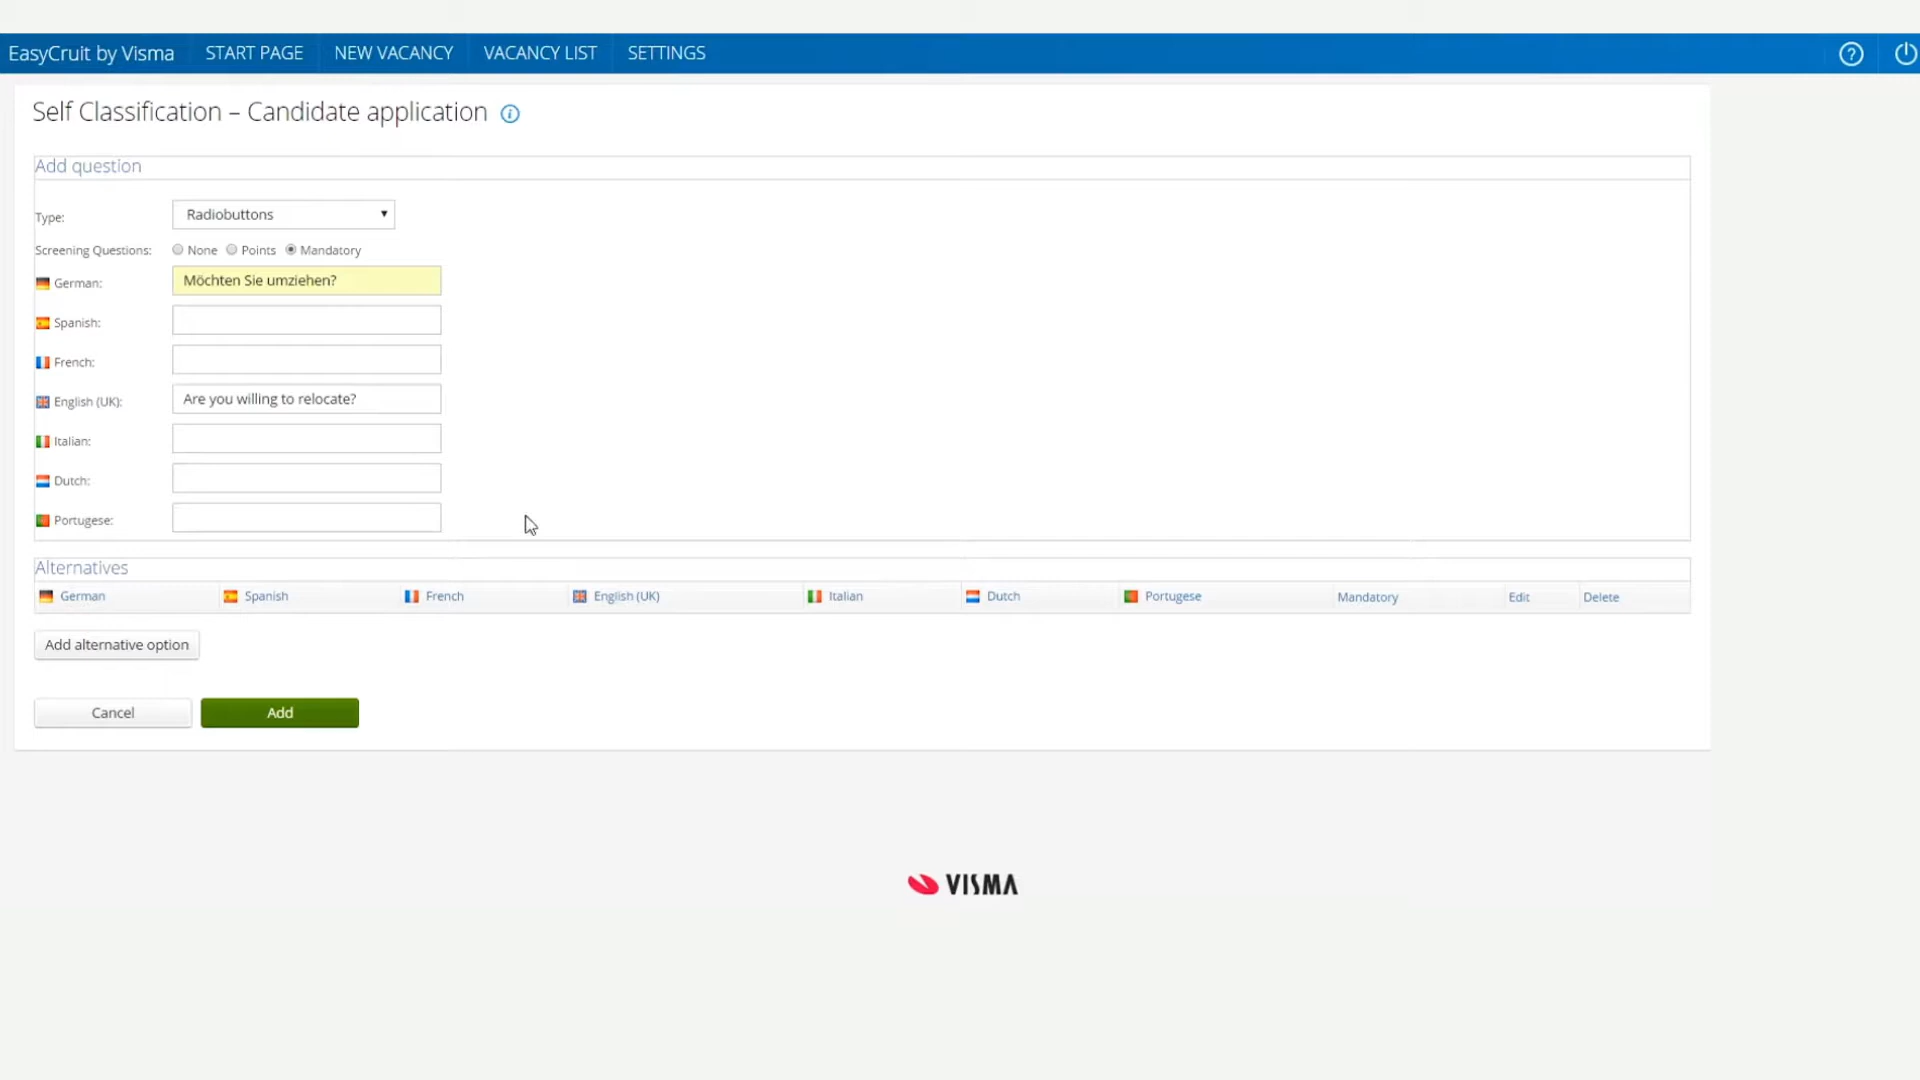 EasyCruit by Visma START PAGE NEW VACANCY VACANCY LIST SETTINGS ?
Self Classification – Candidate application i
Add question
Type: Radiobuttons
Screening Questions: None Points Mandatory
German: Möchten Sie umziehen?
Spanish:
French:
English (UK): Are you willing to relocate?
Italian:
Dutch:
Portugese:
Alternatives
German Spanish French English (UK) Italian Dutch Portugese Mandatory Edit Delete
Add alternative option
Cancel Add
VISMA